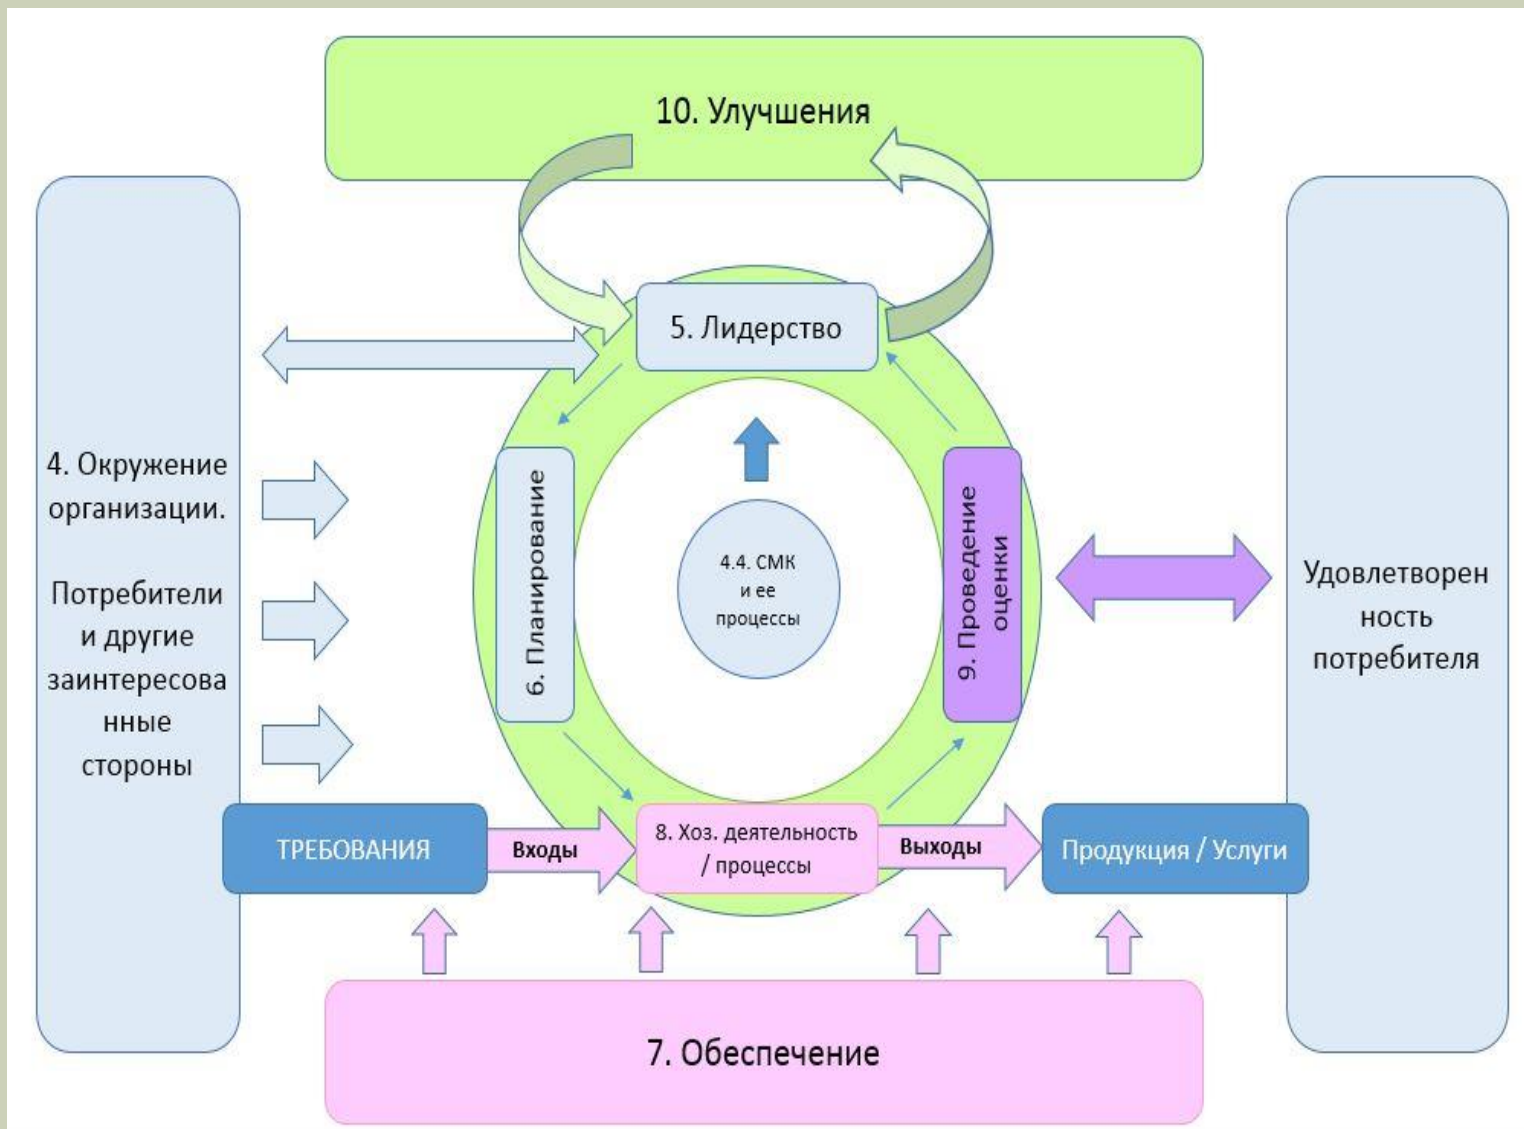 10. Улучшения
5. Лидерство
4. Окружение
организации.
Потребители
и другие
заинтересова
нные
стороны
6. Планирование
4.4. СМК
и ее
процессы
9. Проведение
оценки
Удовлетворен
ность
потребителя
ТРЕБОВАНИЯ
Входы
8. Хоз. деятельность
/ процессы
Выходы
Продукция / Услуги
7. Обеспечение